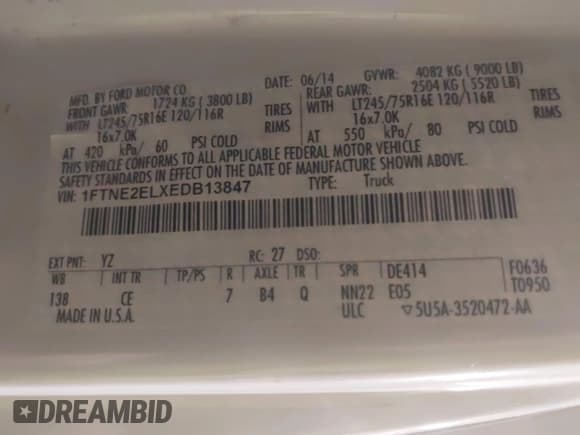 MFD. BY FORD MOTOR CO. DATE: 06/14 GVWR: 4082 KG ( 9000 LB)
FRONT GAWR: 1724 KG ( 3800 LB) REAR GAWR: 2504 KG ( 5520 LB)
WITH LT245/75R16E 120/116R TIRES WITH LT245/75R16E 120/116R TIRES
16x7.0K RIMS 16x7.0K RIMS
AT 420 kPa/ 60 PSI COLD AT 550 kPa/ 80 PSI COLD
THIS VEHICLE CONFORMS TO ALL APPLICABLE FEDERAL MOTOR VEHICLE
SAFETY STANDARDS IN EFFECT ON THE DATE OF MANUFACTURE SHOWN ABOVE.
VIN: 1FTNE2ELXEDB13847 TYPE: Truck
EXT PNT: YZ RC: 27 DSO:
WB INT TR TP/PS R AXLE TR SPR DE414 F0636
138 CE 7 B4 Q NN22 E05 T0950
MADE IN U.S.A. ULC ▽5U5A-3520472-AA
DREAMBID